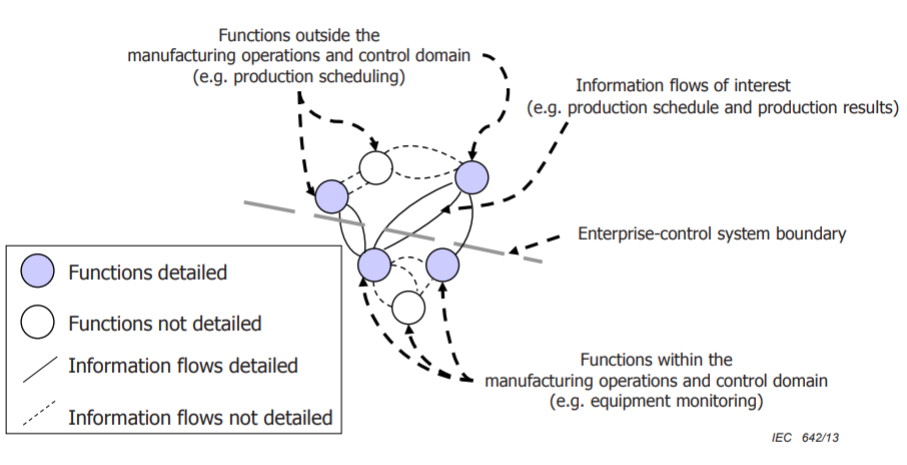 Functions outside the
manufacturing operations and control domain
(e.g. production scheduling)
Information flows of interest
(e.g. production schedule and production results)
Enterprise-control system boundary
Functions detailed
Functions not detailed
Information flows detailed
Information flows not detailed
Functions within the
manufacturing operations and control domain
(e.g. equipment monitoring)
IEC 642/13